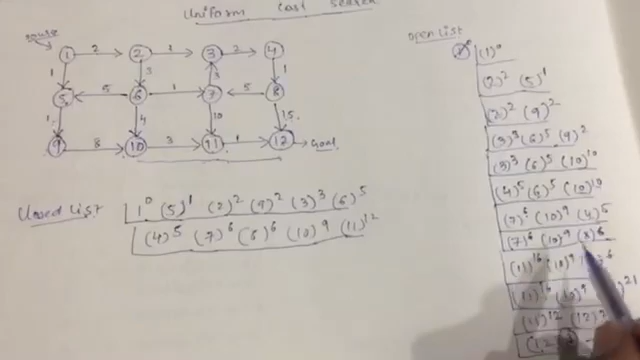 Uniform Cost Search
source
1 2 2 1 3 2 4
1 3 3 1
5 5 6 1 7 5 8
1 4 10 15
9 8 10 3 11 1 12 Goal
Closed List 1⁰ (5)¹ (2)² (9)² (3)³ (6)⁵
(4)⁵ (7)⁶ (8)⁶ (10)⁹ (11)¹²
Open List
(1)⁰
(2)² (5)¹
(2)² (9)²
(3)³ (6)⁵ (9)²
(3)³ (6)⁵ (10)¹⁰
(4)⁵ (6)⁵ (10)¹⁰
(7)⁶ (10)⁹ (4)⁵
(7)⁶ (10)⁹ (8)⁶
(11)¹⁶ (10)⁹
(11)¹⁶ (10)⁹ 21
(11)¹²
(12